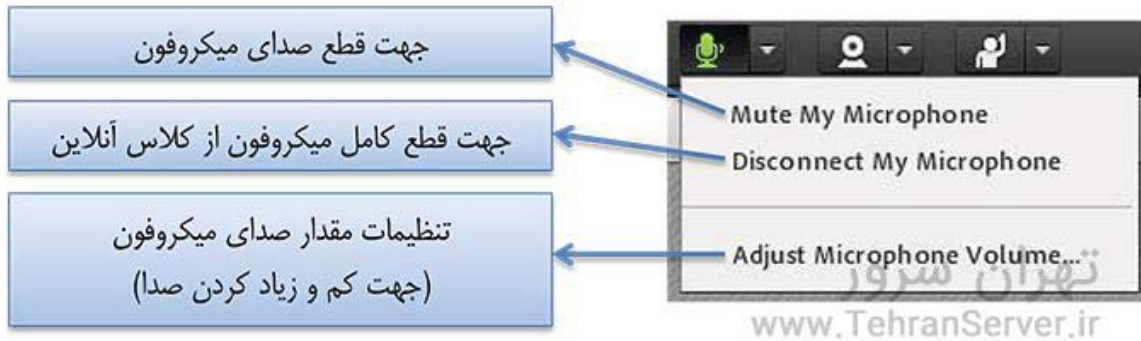 جهت قطع صدای میکروفون
جهت قطع کامل میکروفون از کلاس آنلاین
تنظیمات مقدار صدای میکروفون
(جهت کم و زیاد کردن صدا)
Mute My Microphone
Disconnect My Microphone
Adjust Microphone Volume...
تهران سرور
www.TehranServer.ir